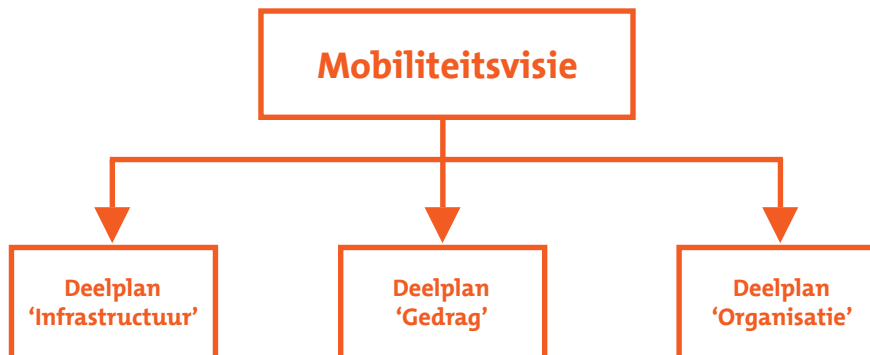 Mobiliteitsvisie
Deelplan
‘Infrastructuur’
Deelplan
‘Gedrag’
Deelplan
‘Organisatie’